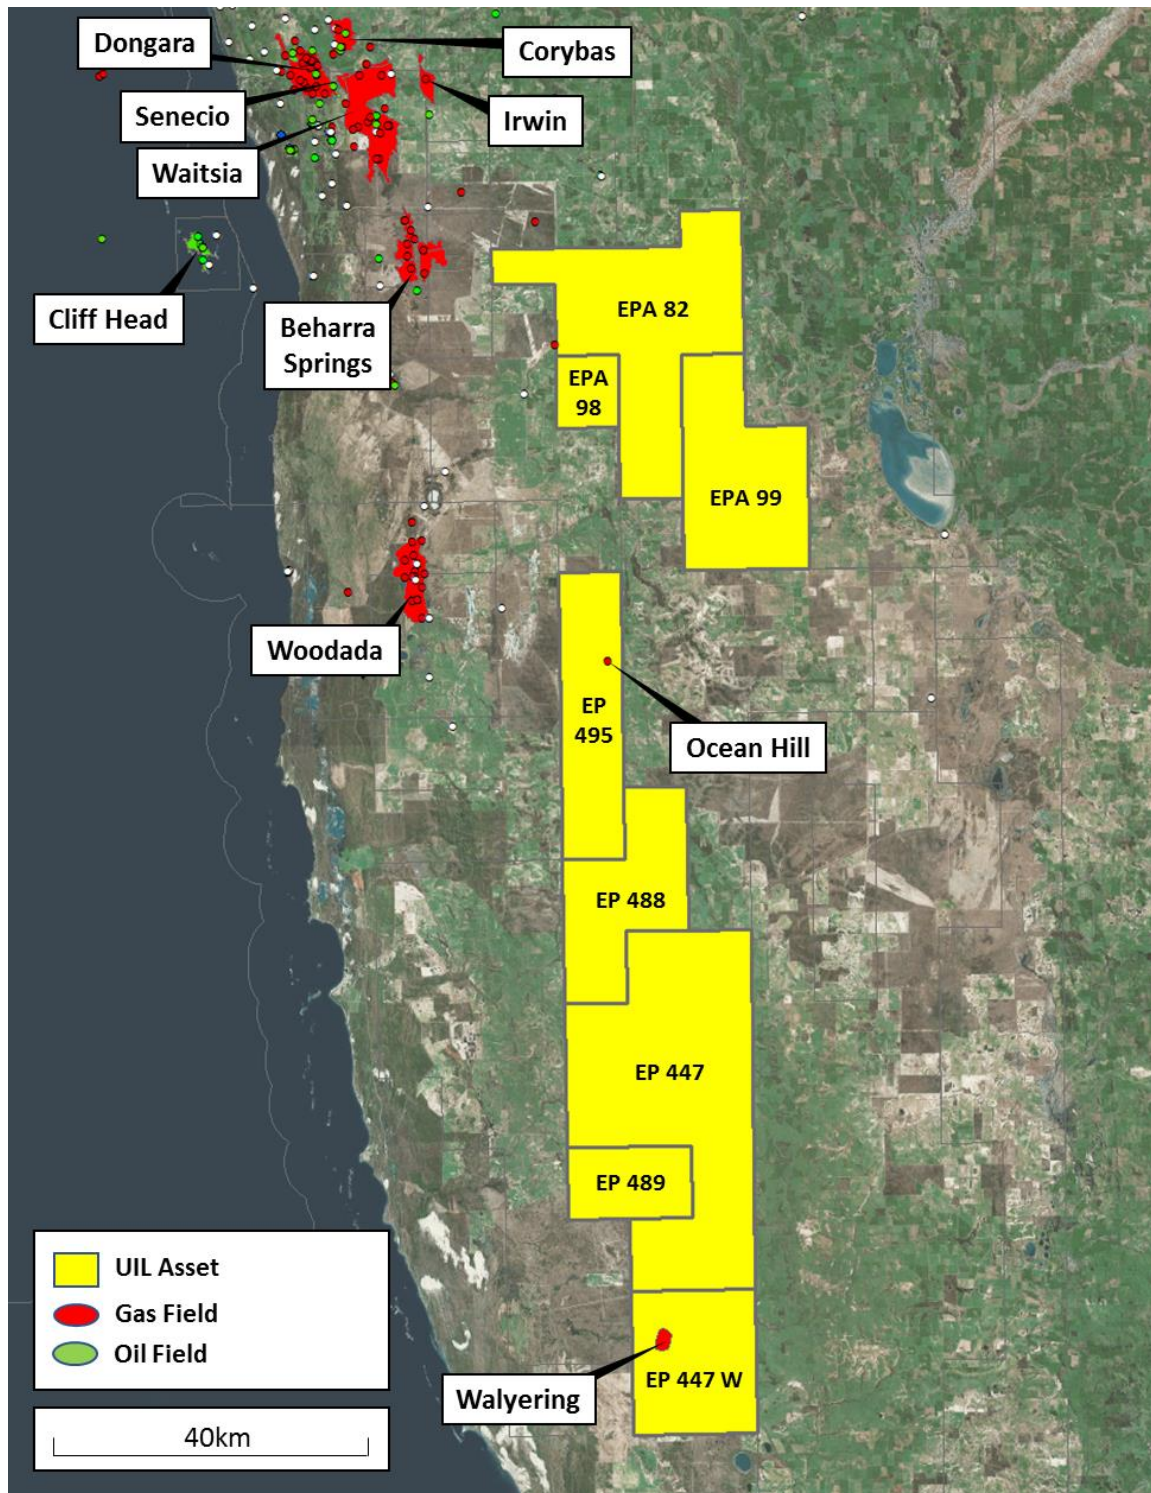 Dongara
Corybas
Senecio
Irwin
Waitsia
Cliff Head
Beharra
Springs
EPA 82
EPA
98
EPA 99
Woodada
EP
495
Ocean Hill
EP 488
EP 447
EP 489
UIL Asset
Gas Field
Oil Field
EP 447 W
Walyering
40km